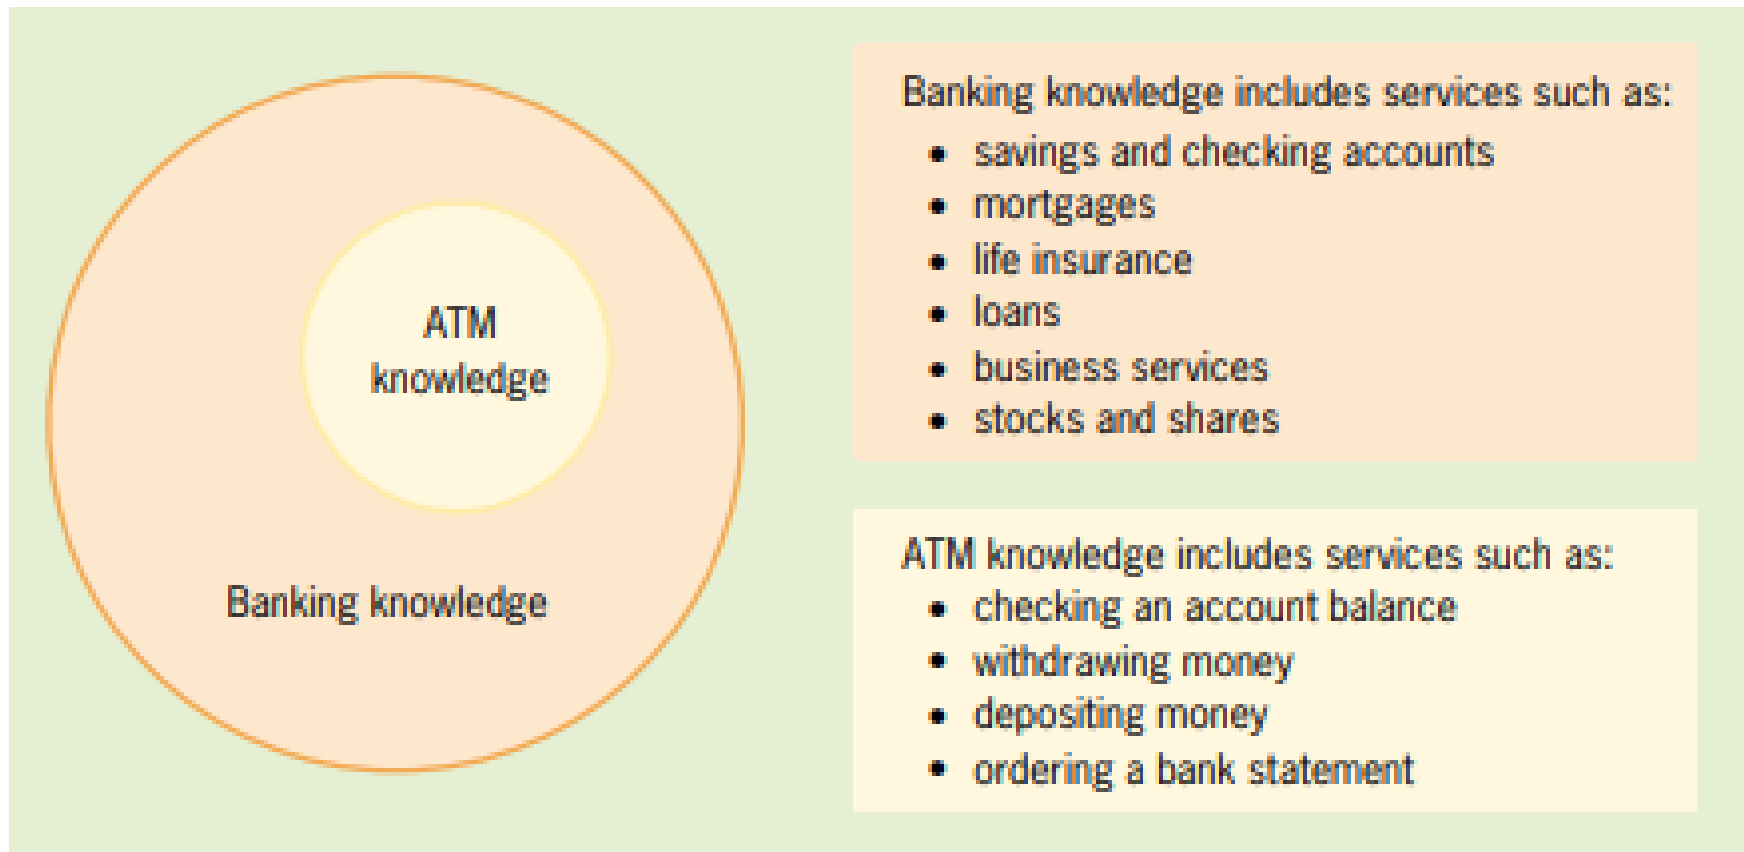 ATM
knowledge
Banking knowledge
Banking knowledge includes services such as:
• savings and checking accounts
• mortgages
• life insurance
• loans
• business services
• stocks and shares
ATM knowledge includes services such as:
• checking an account balance
• withdrawing money
• depositing money
• ordering a bank statement